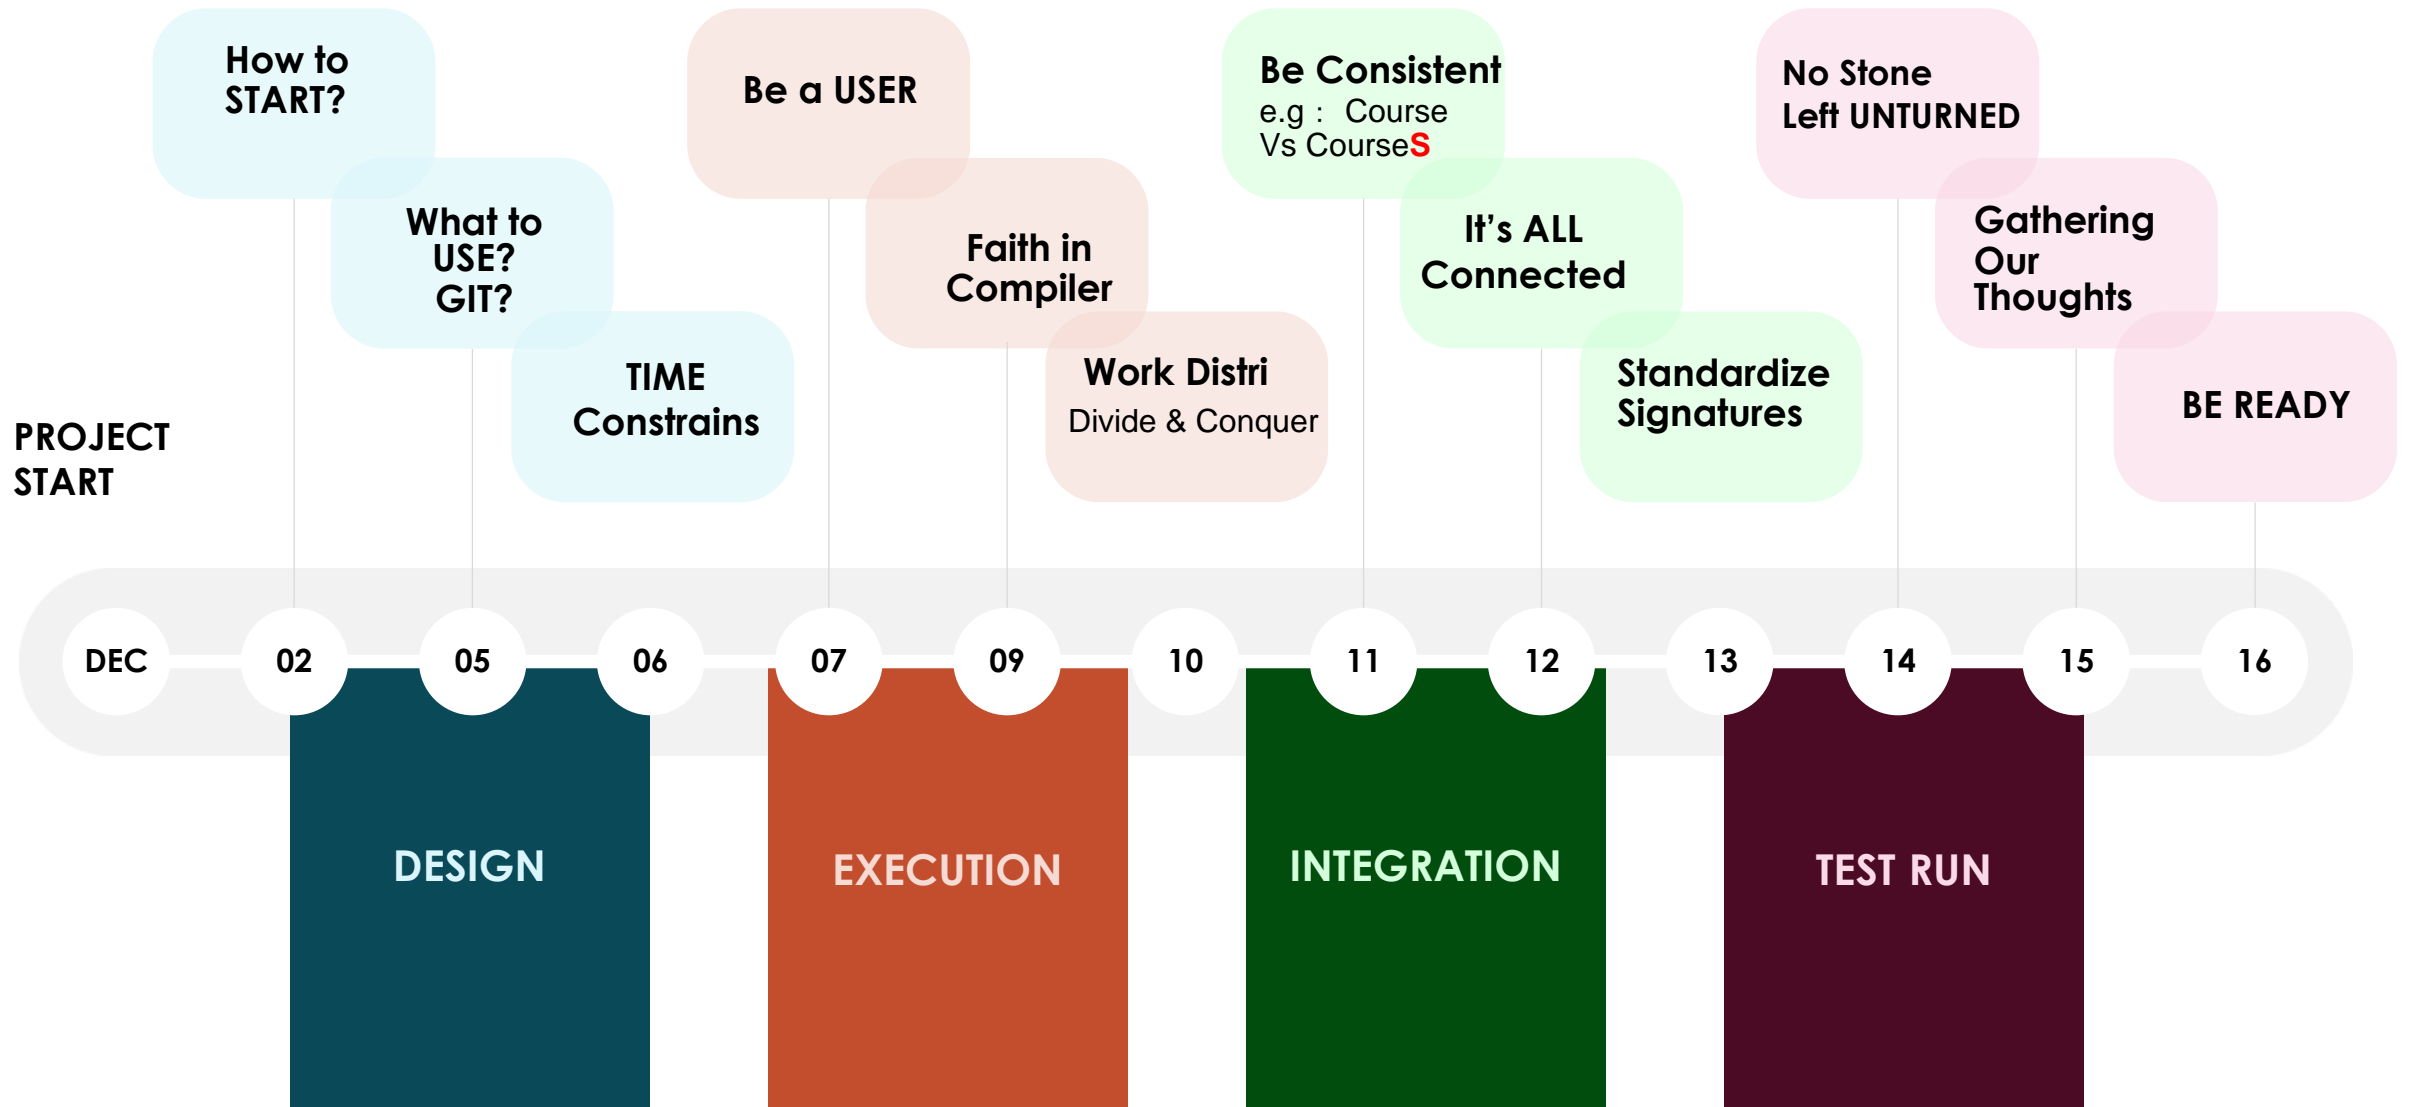 How to
START?
Be a USER
Be Consistent
e.g : Course
Vs CourseS
No Stone
Left UNTURNED
What to
USE?
GIT?
Faith in
Compiler
It’s ALL
Connected
Gathering
Our
Thoughts
TIME
Constrains
Work Distri
Divide & Conquer
Standardize
Signatures
BE READY
PROJECT
START
DEC 02 05 06 07 09 10 11 12 13 14 15 16
DESIGN
EXECUTION
INTEGRATION
TEST RUN